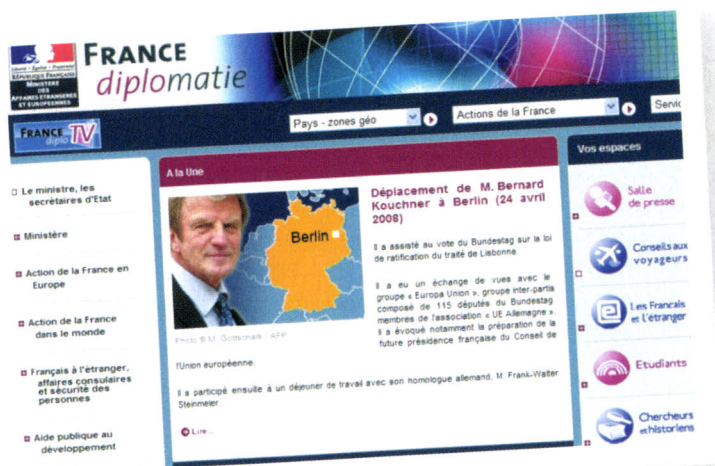 FRANCE
diplomatie
Liberté • Égalité • Fraternité
RÉPUBLIQUE FRANÇAISE
MINISTÈRE
DES
AFFAIRES ETRANGERES
ET EUROPEENNES
FRANCE TV
diplo
Pays - zones géo
Actions de la France
Servic
Le ministre, les
secrétaires d'Etat
Ministère
Action de la France en
Europe
Action de la France
dans le monde
Français à l'étranger,
affaires consulaires
et sécurité des
personnes
Aide publique au
développement
A la Une
Berlin
Photo © M. Gottschalk : AFP
Déplacement de M. Bernard
Kouchner à Berlin (24 avril
2008)
Il a assisté au vote du Bundestag sur la loi
de ratification du traité de Lisbonne.
Il a eu un échange de vues avec le
groupe « Europa Union », groupe inter-partis
composé de 115 députés du Bundestag
membres de l'association « UE Allemagne ».
Il a évoqué notamment la préparation de la
future présidence française du Conseil de
l'Union européenne.
Il a participé ensuite à un déjeuner de travail avec son homologue allemand, M. Frank-Walter
Steinmeier.
Lire...
Vos espaces
Salle
de presse
Conseils aux
voyageurs
Les Français
et l'étranger
Etudiants
Chercheurs
et historiens